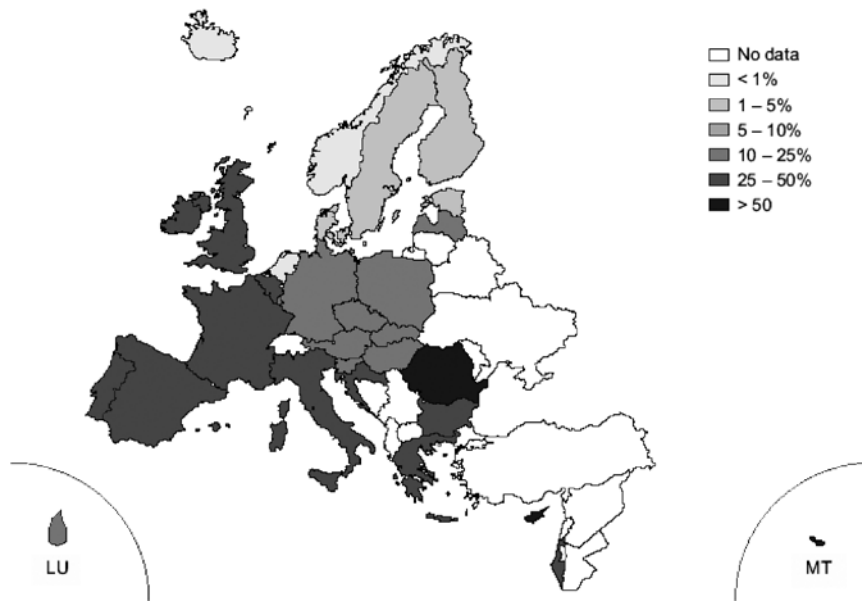 No data
< 1%
1 – 5%
5 – 10%
10 – 25%
25 – 50%
> 50
LU
MT